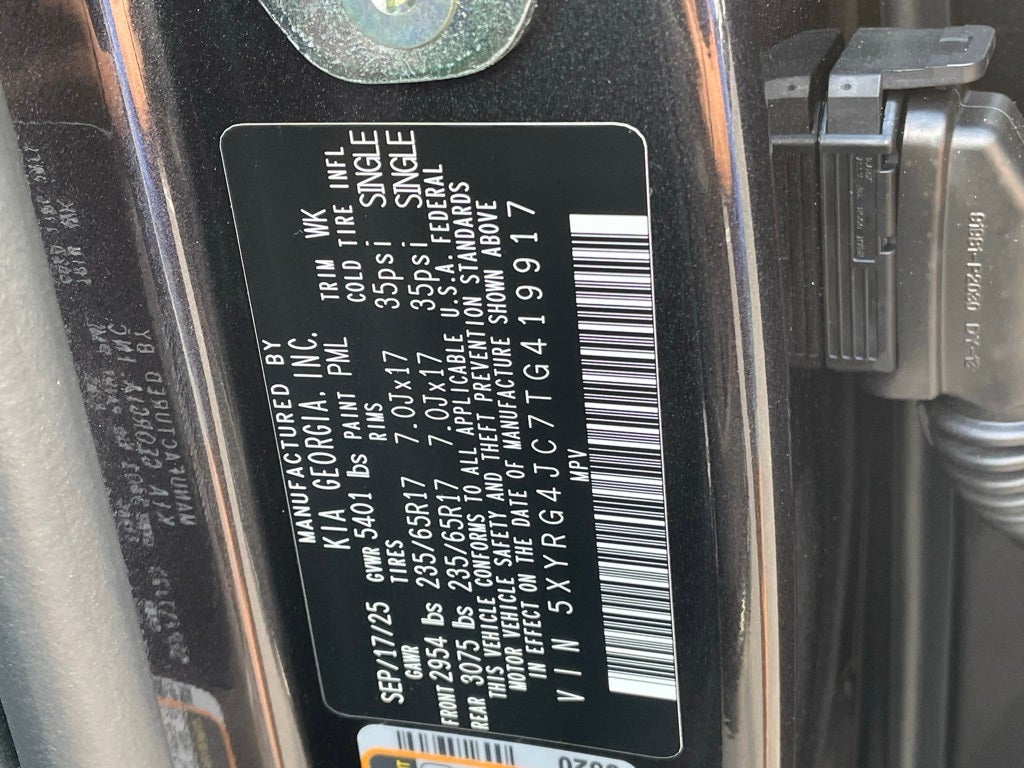 MANUFACTURED BY
KIA GEORGIA, INC.
SEP/17/25 GVWR 5401 lbs PAINT PML TRIM WK
GAWR TIRES RIMS COLD TIRE INFL
FRONT 2954 lbs 235/65R17 7.0Jx17 35psi SINGLE
REAR 3075 lbs 235/65R17 7.0Jx17 35psi SINGLE
THIS VEHICLE CONFORMS TO ALL APPLICABLE U.S.A. FEDERAL
MOTOR VEHICLE SAFETY AND THEFT PREVENTION STANDARDS
IN EFFECT ON THE DATE OF MANUFACTURE SHOWN ABOVE
VIN 5XYRG4JC7TG419917
MPV